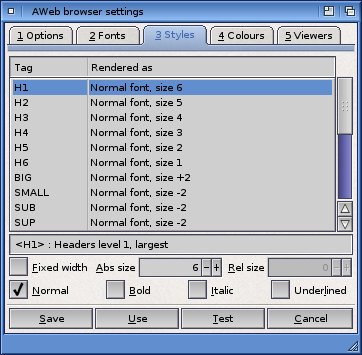 AWeb browser settings
1 Options 2 Fonts 3 Styles 4 Colours 5 Viewers
Tag Rendered as
H1 Normal font, size 6
H2 Normal font, size 5
H3 Normal font, size 4
H4 Normal font, size 3
H5 Normal font, size 2
H6 Normal font, size 1
BIG Normal font, size +2
SMALL Normal font, size -2
SUB Normal font, size -2
SUP Normal font, size -2
<H1> : Headers level 1, largest
Fixed width Abs size 6 Rel size 0
Normal Bold Italic Underlined
Save Use Test Cancel